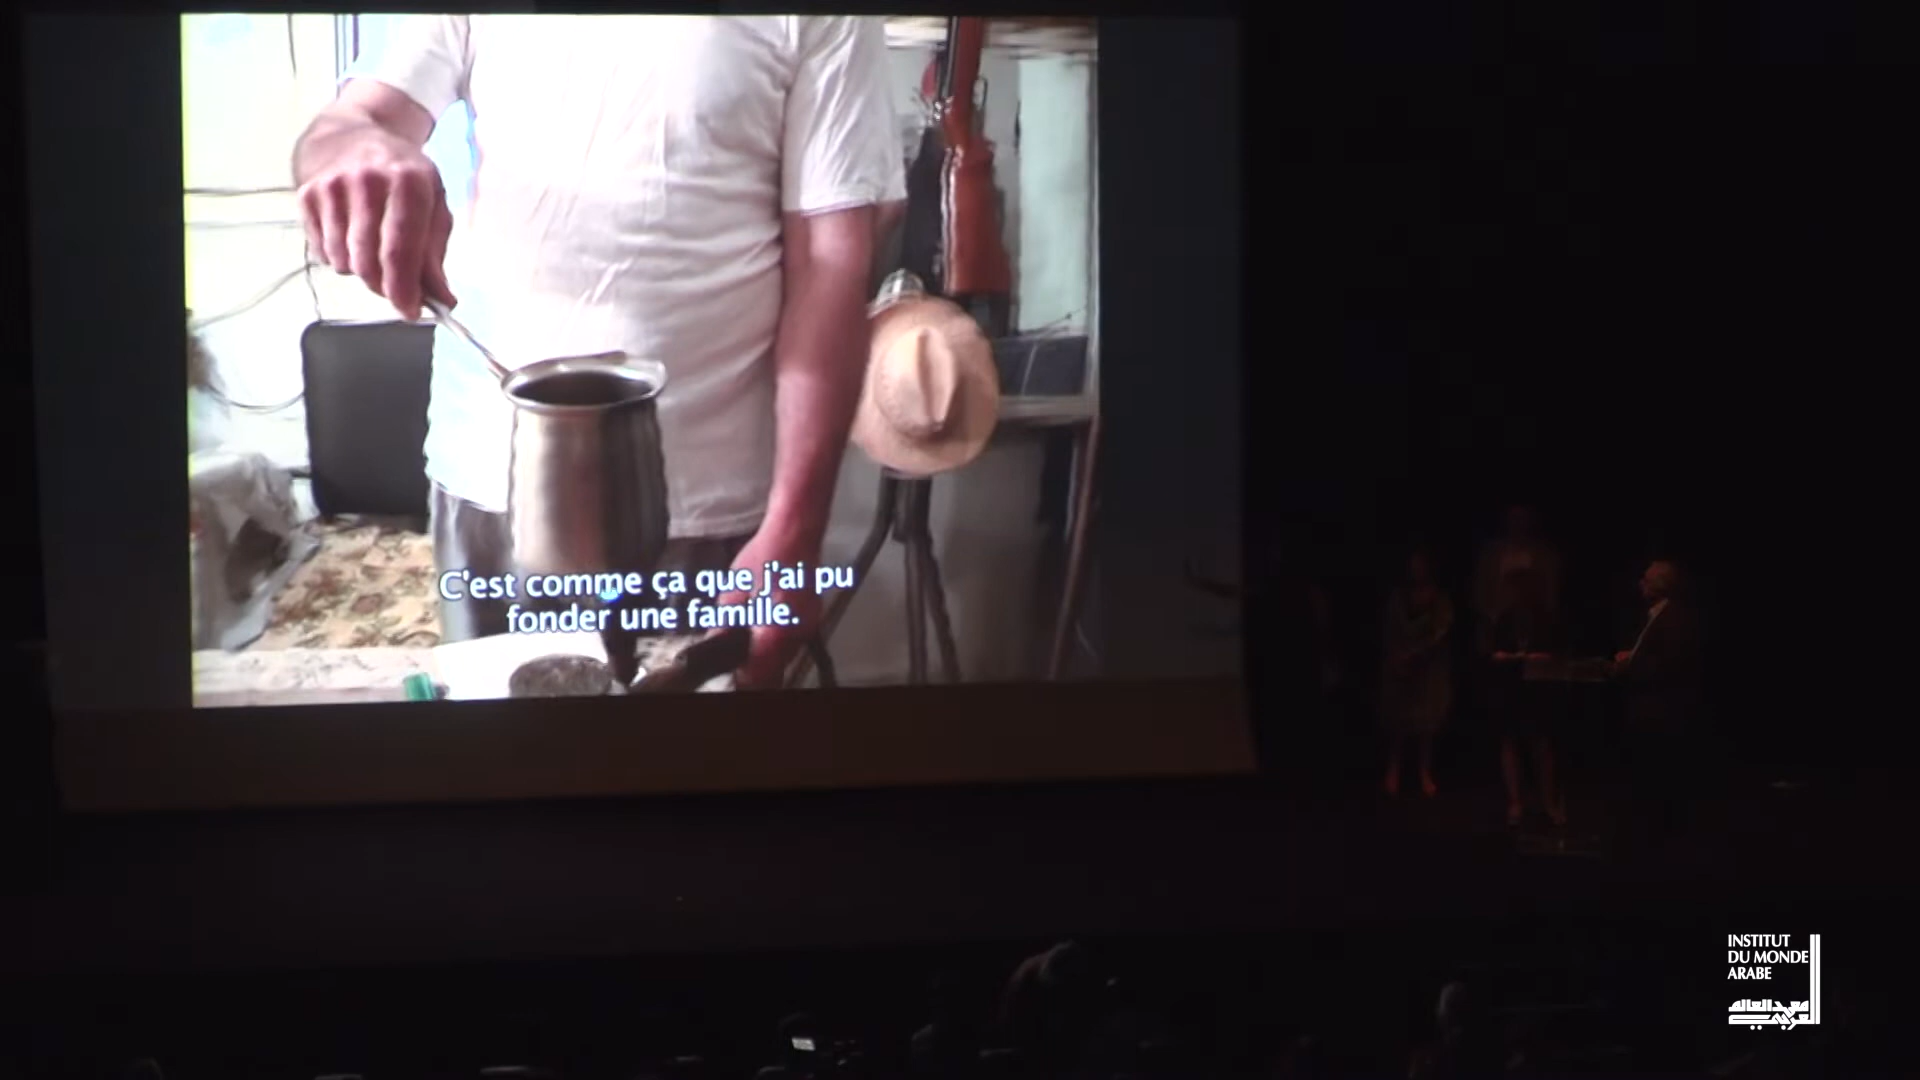 C'est comme ça que j'ai pu
fonder une famille.
INSTITUT
DU MONDE
ARABE
معهد العالم
العربي